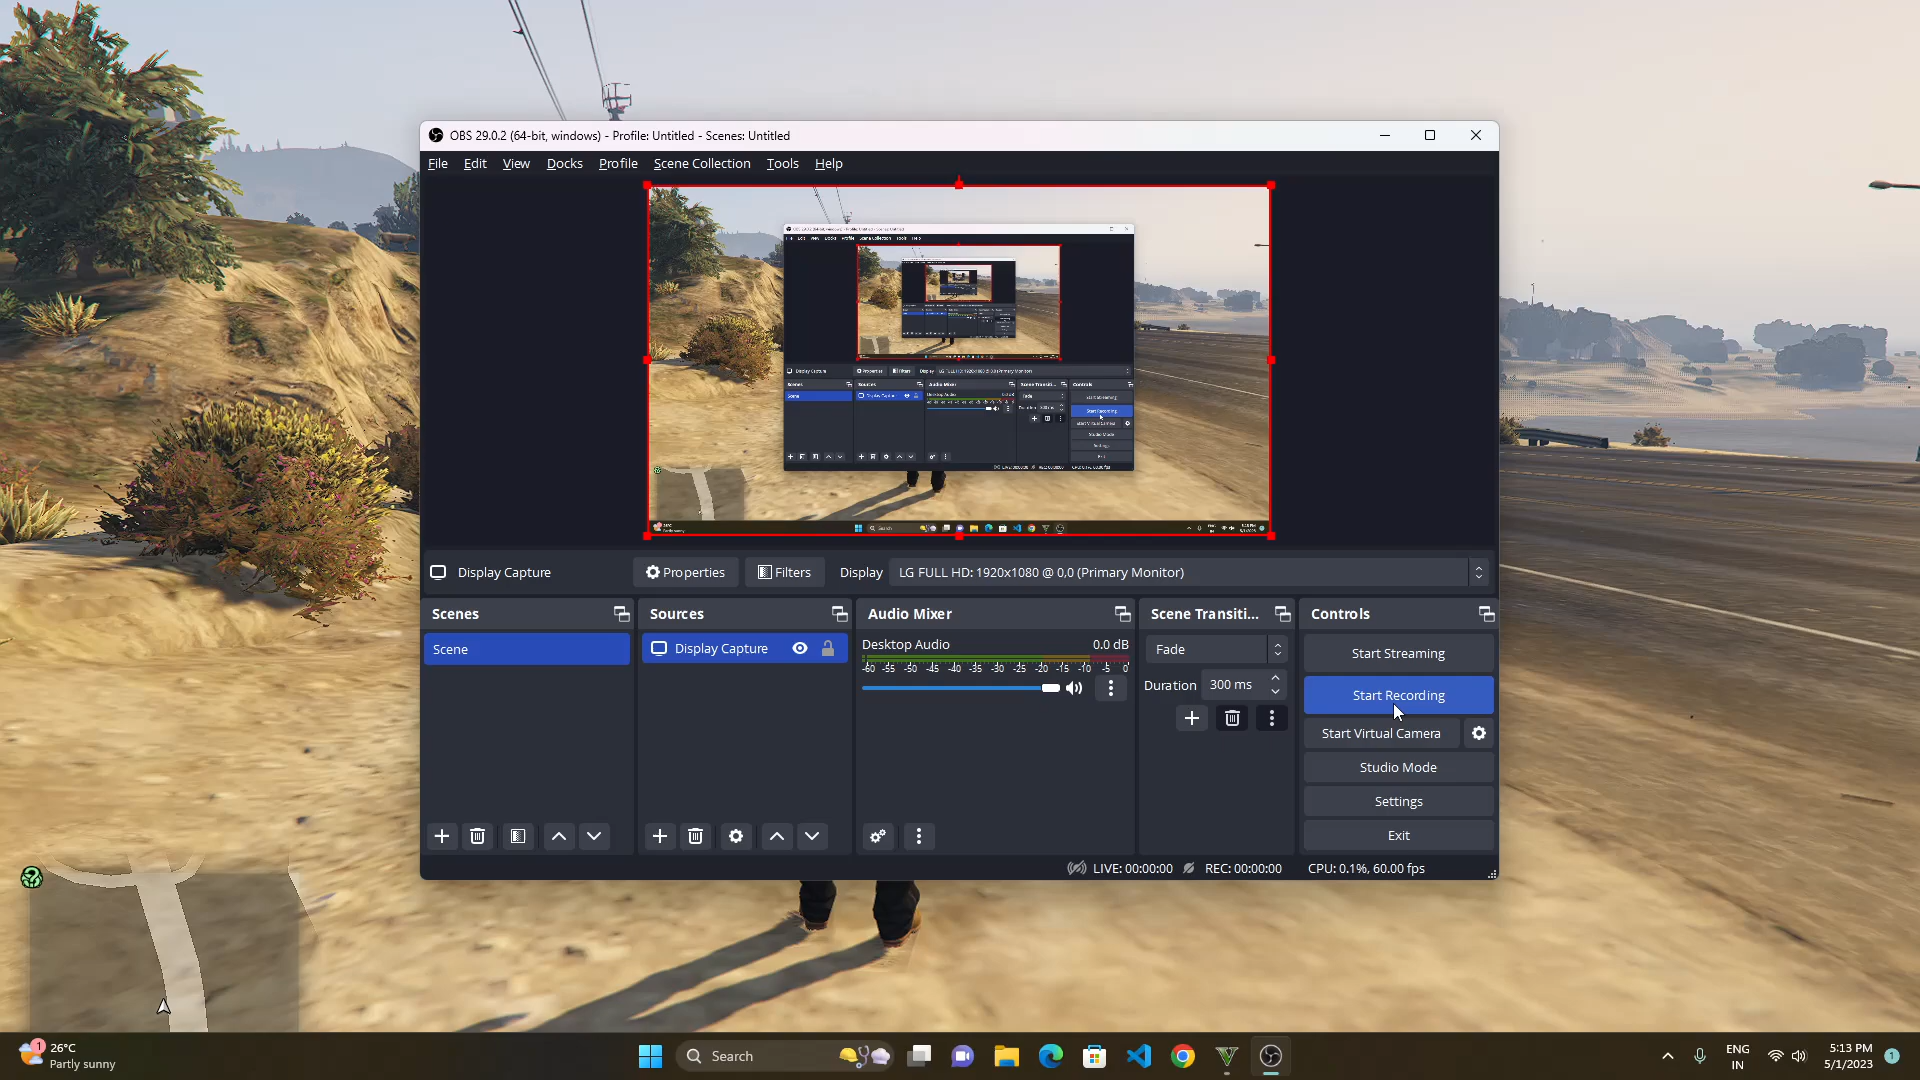 OBS 29.0.2 (64-bit, windows) - Profile: Untitled - Scenes: Untitled
File Edit View Docks Profile Scene Collection Tools Help
Display Capture Properties Filters Display LG FULL HD: 1920x1080 @ 0,0 (Primary Monitor)
Scenes
Scene
Sources
Display Capture
Audio Mixer
Desktop Audio 0.0 dB
-60 -55 -50 -45 -40 -35 -30 -25 -20 -15 -10 -5 0
Scene Transiti...
Fade
Duration 300 ms
Controls
Start Streaming
Start Recording
Start Virtual Camera
Studio Mode
Settings
Exit
LIVE: 00:00:00 REC: 00:00:00 CPU: 0.1%, 60.00 fps
1
26°C
Partly sunny
Search
ENG
IN
5:13 PM
5/1/2023
1